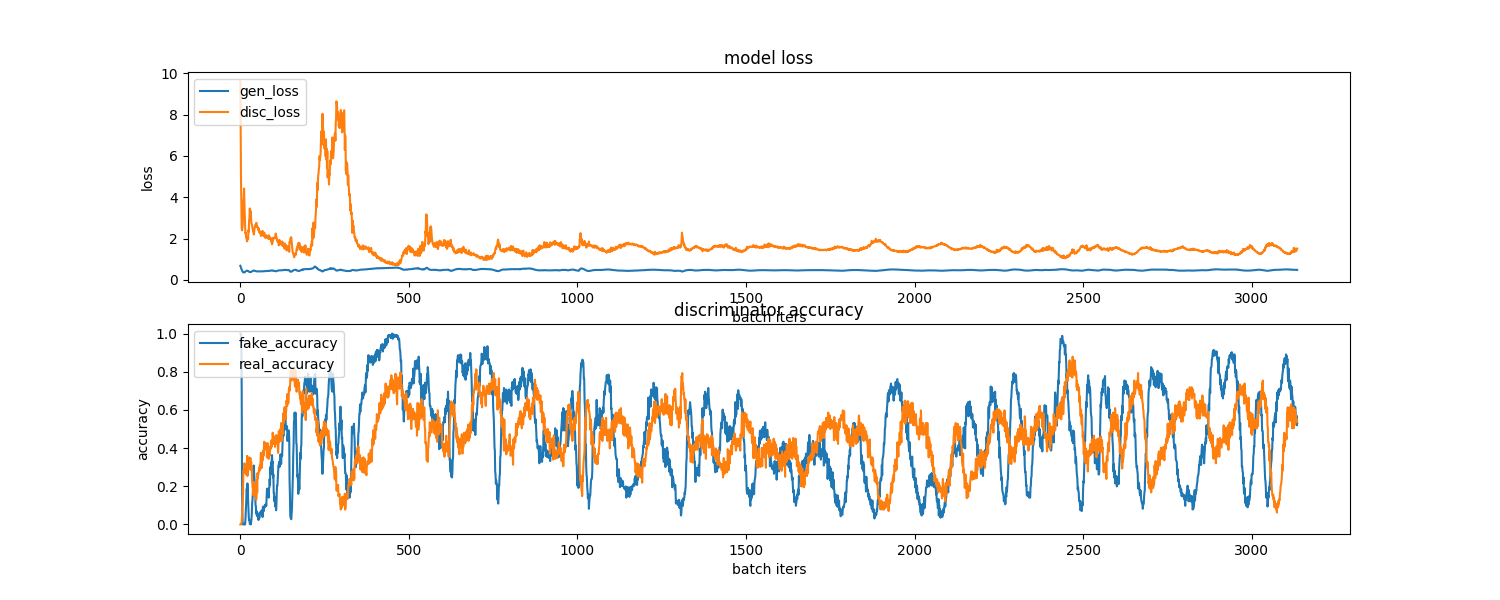 model loss
10
8
6
4
2
0
loss
gen_loss
disc_loss
0 500 1000 1500 2000 2500 3000
batch iters
discriminator accuracy
1.0
0.8
0.6
0.4
0.2
0.0
accuracy
fake_accuracy
real_accuracy
0 500 1000 1500 2000 2500 3000
batch iters